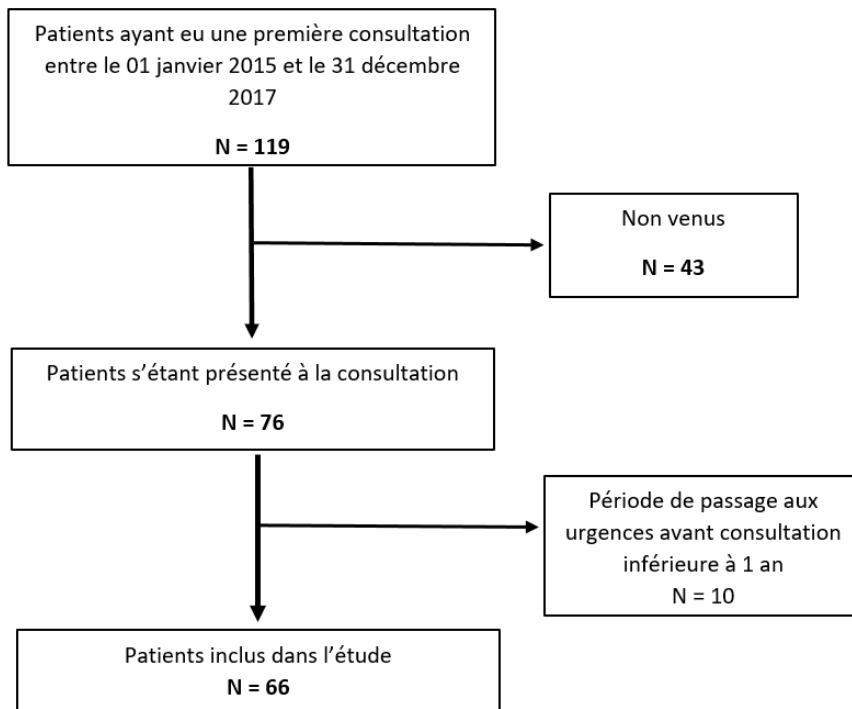 Patients ayant eu une première consultation
entre le 01 janvier 2015 et le 31 décembre
2017
N = 119
Non venus
N = 43
Patients s’étant présenté à la consultation
N = 76
Période de passage aux
urgences avant consultation
inférieure à 1 an
N = 10
Patients inclus dans l’étude
N = 66